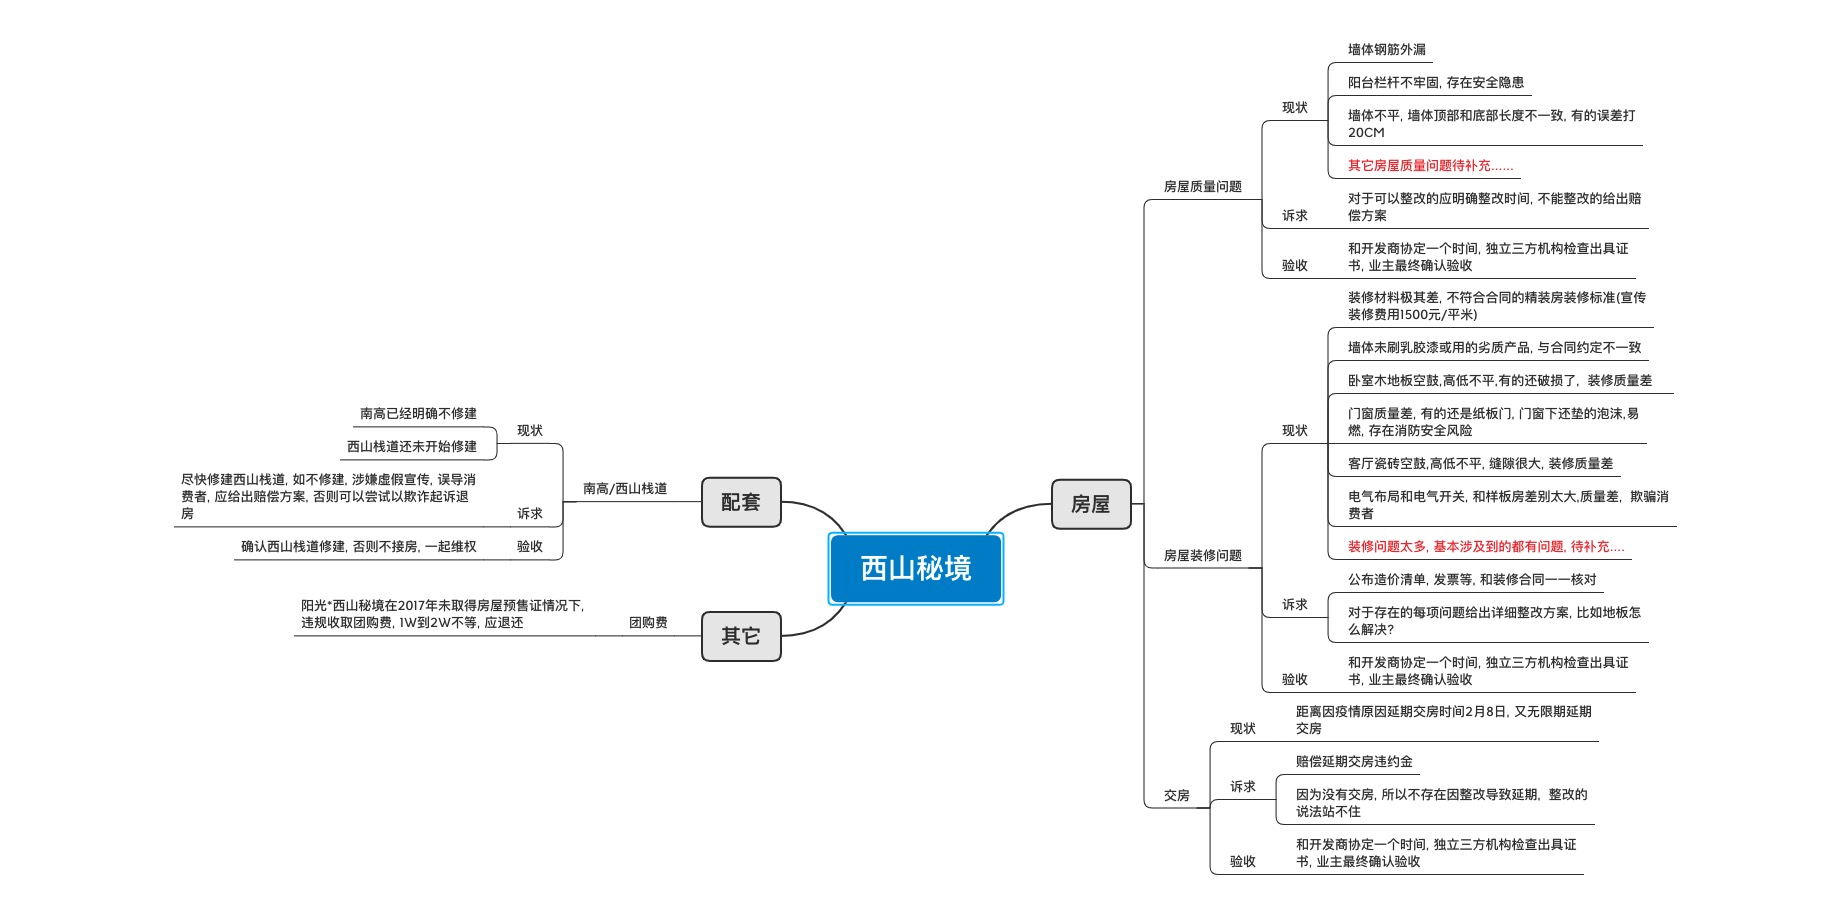 西山秘境
房屋
房屋质量问题
现状
墙体钢筋外漏
阳台栏杆不牢固, 存在安全隐患
墙体不平, 墙体顶部和底部长度不一致, 有的误差打
20CM
其它房屋质量问题待补充......
诉求
对于可以整改的应明确整改时间, 不能整改的给出赔
偿方案
验收
和开发商协定一个时间, 独立三方机构检查出具证
书, 业主最终确认验收
房屋装修问题
现状
装修材料极其差, 不符合合同的精装房装修标准(宣传
装修费用1500元/平米)
墙体未刷乳胶漆或用的劣质产品, 与合同约定不一致
卧室木地板空鼓,高低不平,有的还破损了，装修质量差
门窗质量差, 有的还是纸板门, 门窗下还垫的泡沫,易
燃, 存在消防安全风险
客厅瓷砖空鼓,高低不平, 缝隙很大, 装修质量差
电气布局和电气开关, 和样板房差别太大,质量差，欺骗消
费者
装修问题太多, 基本涉及到的都有问题, 待补充....
诉求
公布造价清单, 发票等, 和装修合同一一核对
对于存在的每项问题给出详细整改方案, 比如地板怎
么解决?
验收
和开发商协定一个时间, 独立三方机构检查出具证
书, 业主最终确认验收
交房
现状
距离因疫情原因延期交房时间2月8日, 又无限期延期
交房
诉求
赔偿延期交房违约金
因为没有交房, 所以不存在因整改导致延期，整改的
说法站不住
验收
和开发商协定一个时间, 独立三方机构检查出具证
书, 业主最终确认验收
配套
南高/西山栈道
现状
南高已经明确不修建
西山栈道还未开始修建
诉求
尽快修建西山栈道, 如不修建, 涉嫌虚假宣传, 误导消
费者, 应给出赔偿方案, 否则可以尝试以欺诈起诉退
房
验收
确认西山栈道修建, 否则不接房, 一起维权
其它
团购费
阳光*西山秘境在2017年未取得房屋预售证情况下,
违规收取团购费, 1W到2W不等, 应退还